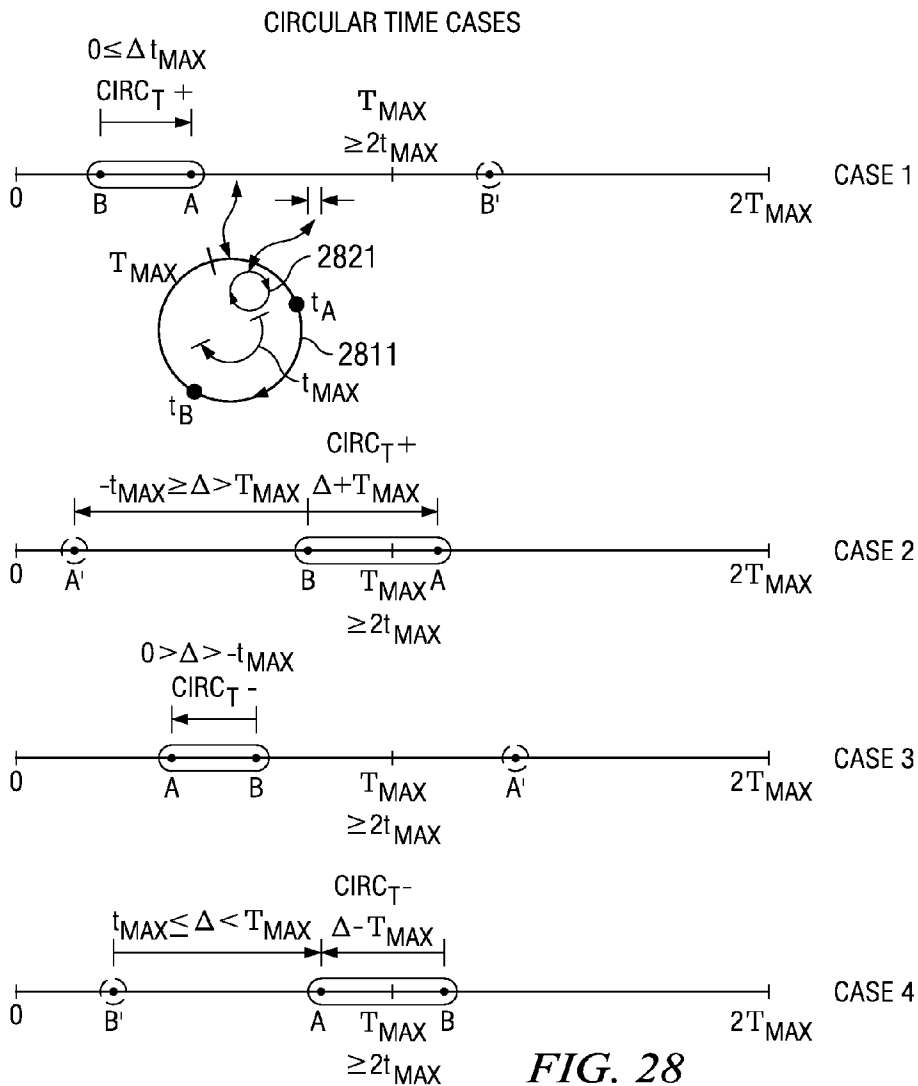 CIRCULAR TIME CASES
0≤Δt_MAX
CIRC_T +
T_MAX
≥2t_MAX
0 B A B' 2T_MAX CASE 1
T_MAX
2821
t_A
2811
t_MAX
t_B
CIRC_T+
-t_MAX≥Δ>T_MAX Δ+T_MAX
0 A' B T_MAX A 2T_MAX CASE 2
≥2t_MAX
0>Δ>-t_MAX
CIRC_T -
0 A B T_MAX A' 2T_MAX CASE 3
≥2t_MAX
CIRC_T-
t_MAX≤Δ<T_MAX Δ-T_MAX
0 B' A T_MAX B 2T_MAX CASE 4
≥2t_MAX
FIG. 28